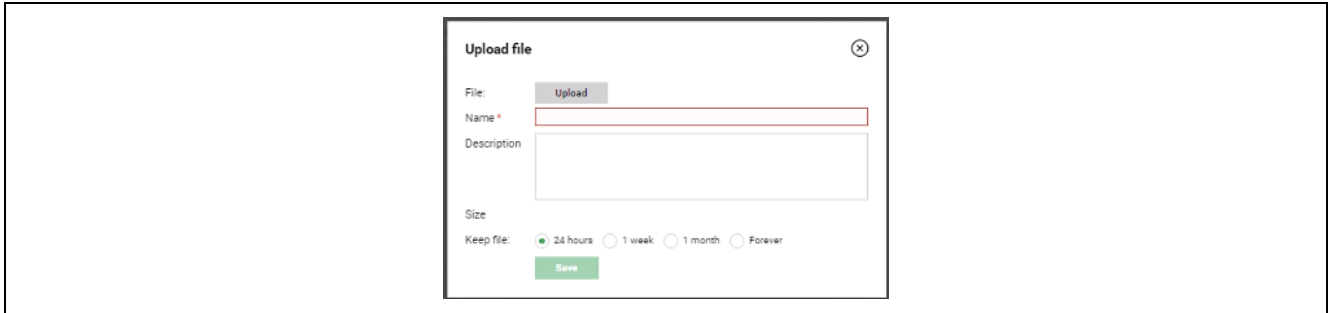 Upload file
File: Upload
Name *
Description
Size
Keep file: 24 hours 1 week 1 month Forever
Save